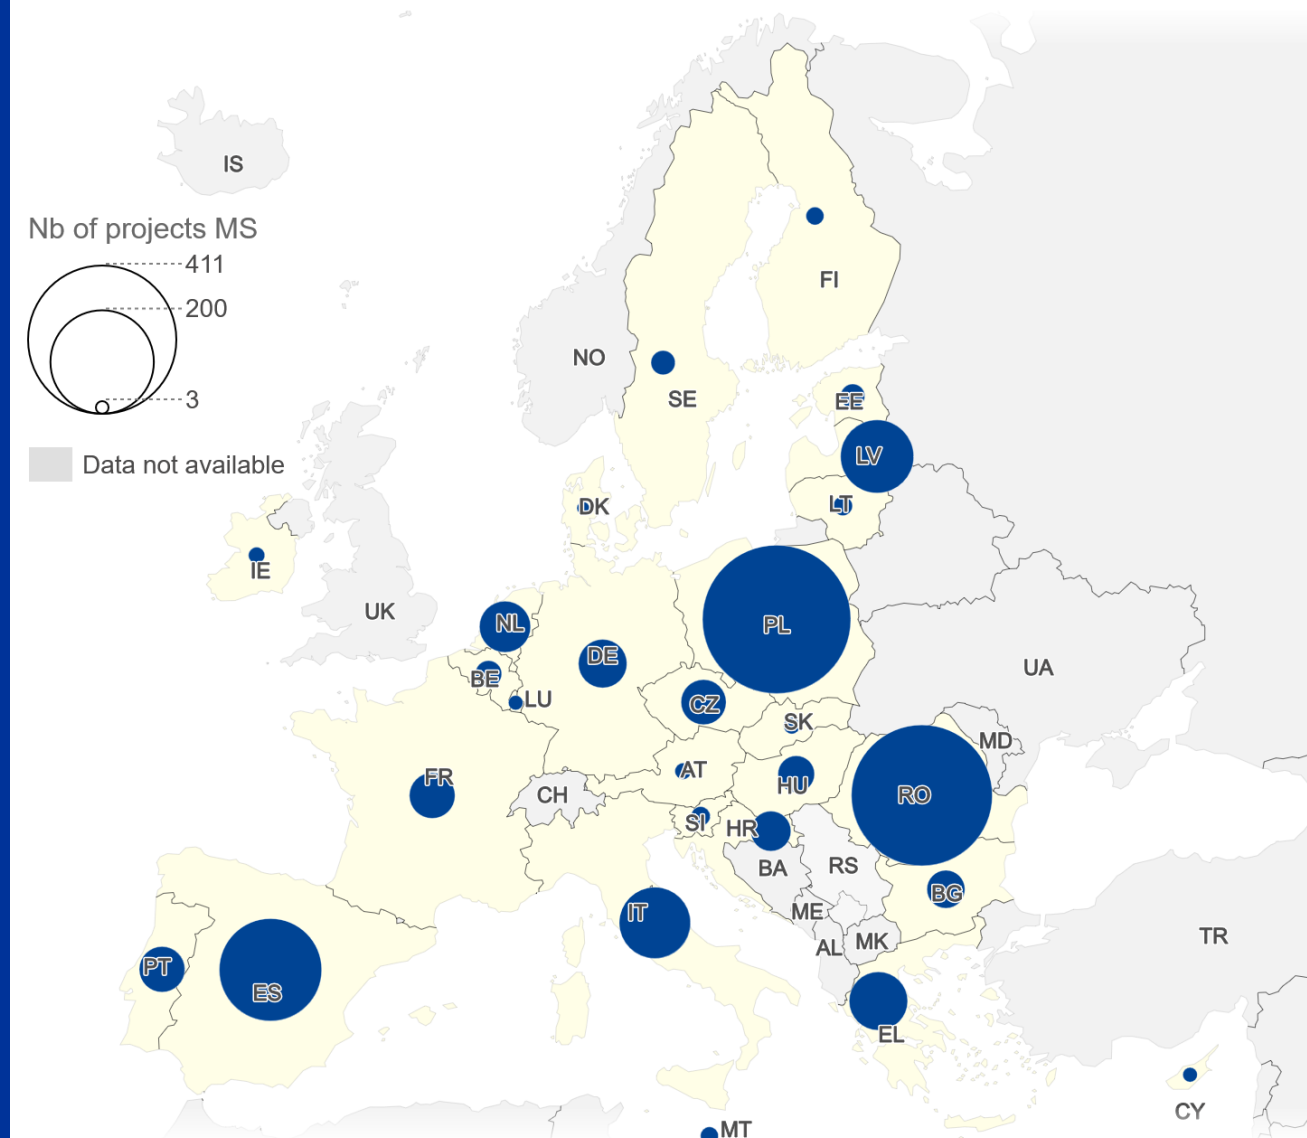 IS
Nb of projects MS
411
200
3
FI
NO
SE
EE
LV
Data not available
DK
LT
IE
UK
NL
PL
DE
BE
LU
CZ
UA
SK
MD
AT
FR
HU
CH
RO
SI
HR
BA
RS
BG
IT
ME
MK
AL
TR
PT
ES
EL
CY
MT